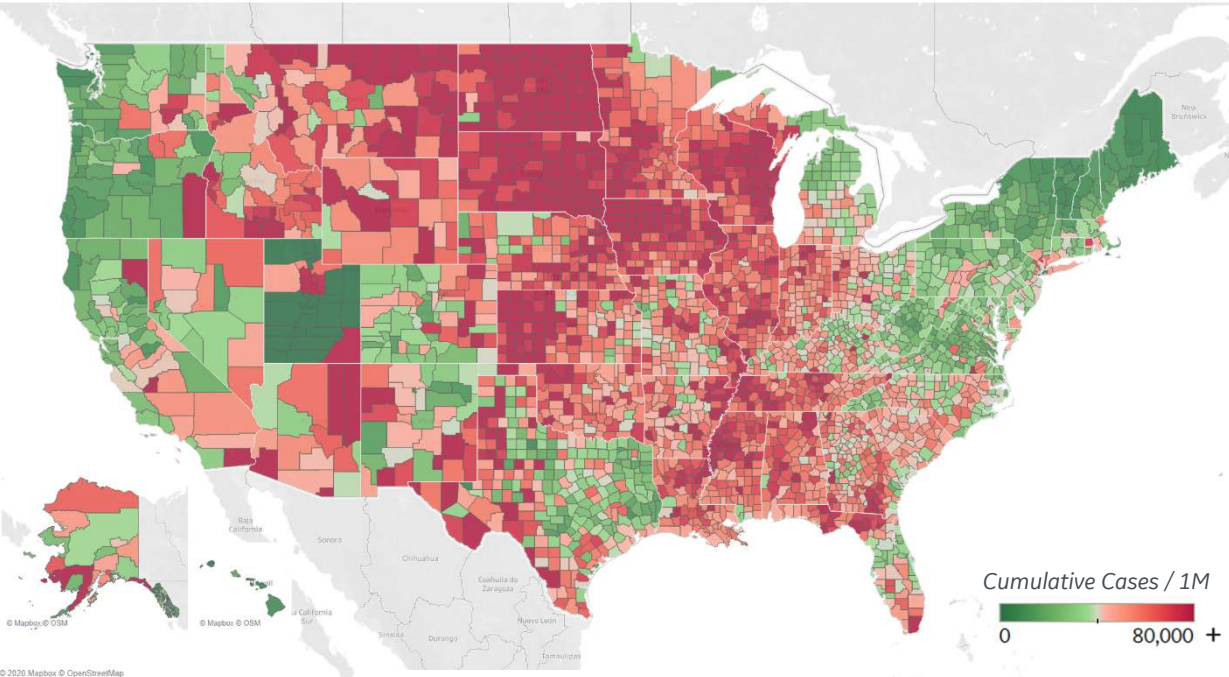 New
Brunswick
Baja
California
Sonora
Chihuahua
Coahuila de
Zaragoza
a California
Sur
Sinaloa
Durango
Nuevo León
Tamaulipas
© Mapbox © OSM
© Mapbox © OSM
Cumulative Cases / 1M
0
80,000 +
© 2020 Mapbox © OpenStreetMap